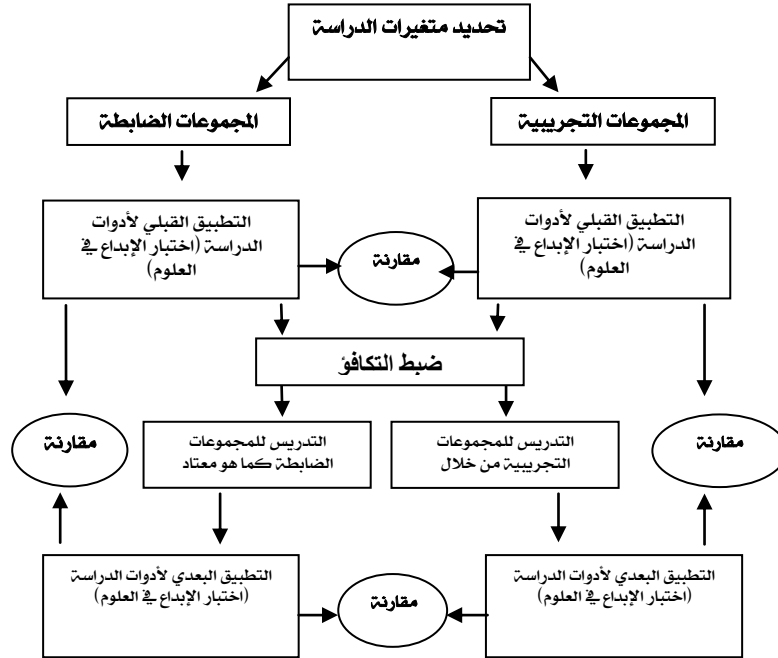 تحديد متغيرات الدراسة
المجموعات التجريبية
المجموعات الضابطة
التطبيق القبلي لأدوات
الدراسة (اختبار الإبداع في
العلوم)
مقارنة
التطبيق القبلي لأدوات
الدراسة (اختبار الإبداع في
العلوم)
ضبط التكافؤ
مقارنة
التدريس للمجموعات
التجريبية من خلال
التدريس للمجموعات
الضابطة كما هو معتاد
مقارنة
التطبيق البعدي لأدوات الدراسة
(اختبار الإبداع في العلوم)
مقارنة
التطبيق البعدي لأدوات الدراسة
(اختبار الإبداع في العلوم)